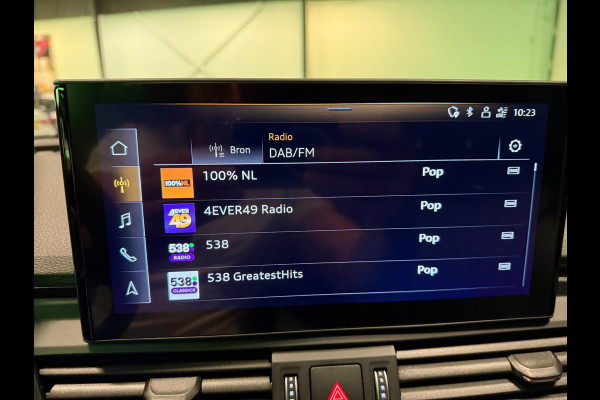 10:23
Radio
Bron
DAB/FM
100% NL
100%NL
Pop
4EVER
49
4EVER49 Radio
Pop
538
RADIO
538
Pop
538
CLASSICS
538 GreatestHits
Pop